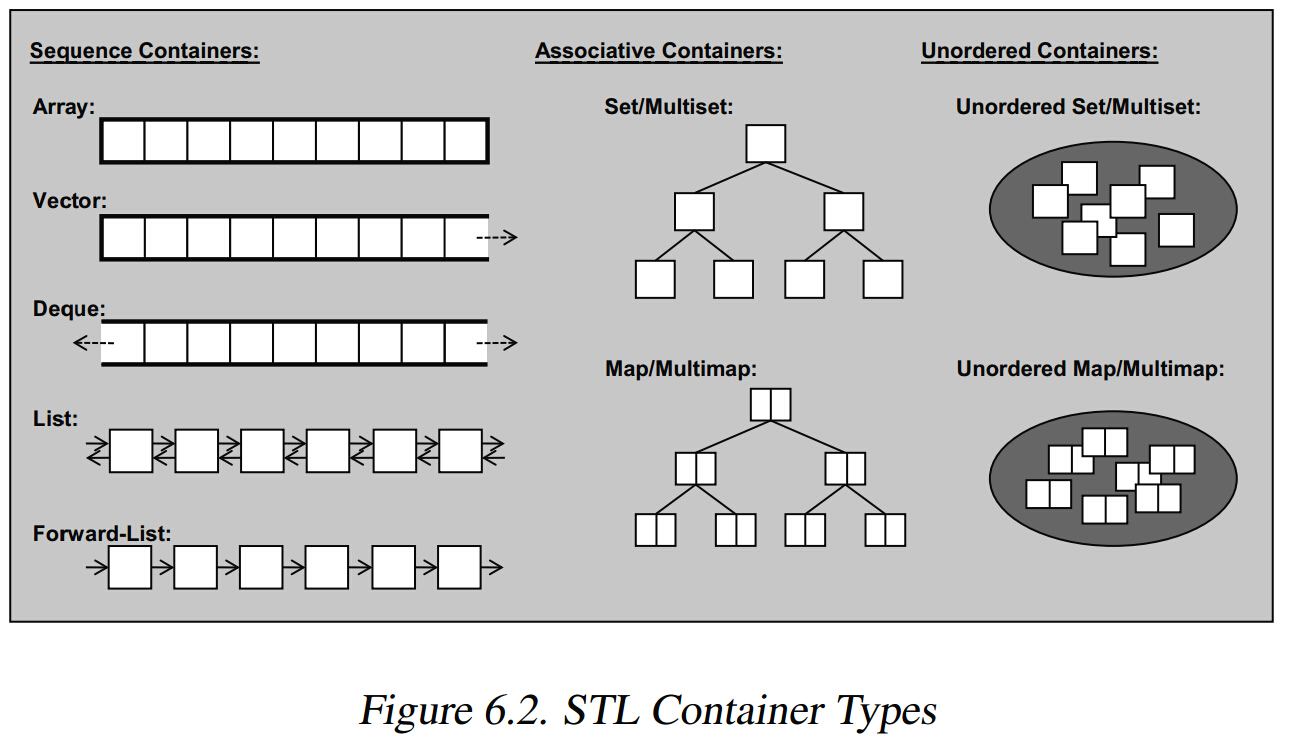 Sequence Containers:
Array:
Vector:
Deque:
List:
Forward-List:
Associative Containers:
Set/Multiset:
Map/Multimap:
Unordered Containers:
Unordered Set/Multiset:
Unordered Map/Multimap:
Figure 6.2. STL Container Types